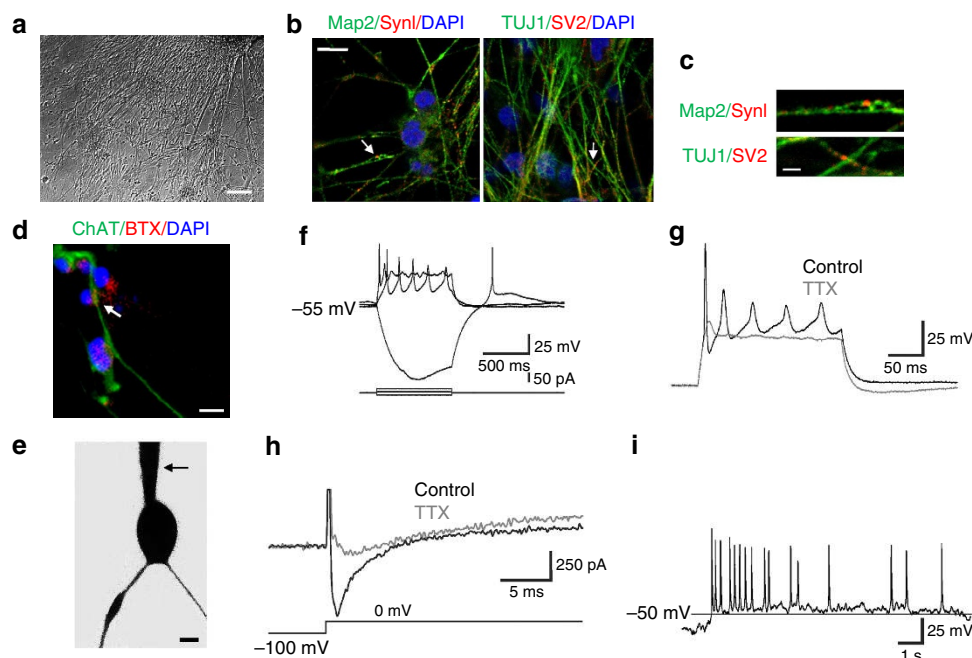 a
b
Map2/SynI/DAPI
TUJ1/SV2/DAPI
c
Map2/SynI
TUJ1/SV2
d
ChAT/BTX/DAPI
e
f
−55 mV
25 mV
500 ms
50 pA
g
Control
TTX
25 mV
50 ms
h
Control
TTX
250 pA
5 ms
0 mV
−100 mV
i
−50 mV
25 mV
1 s